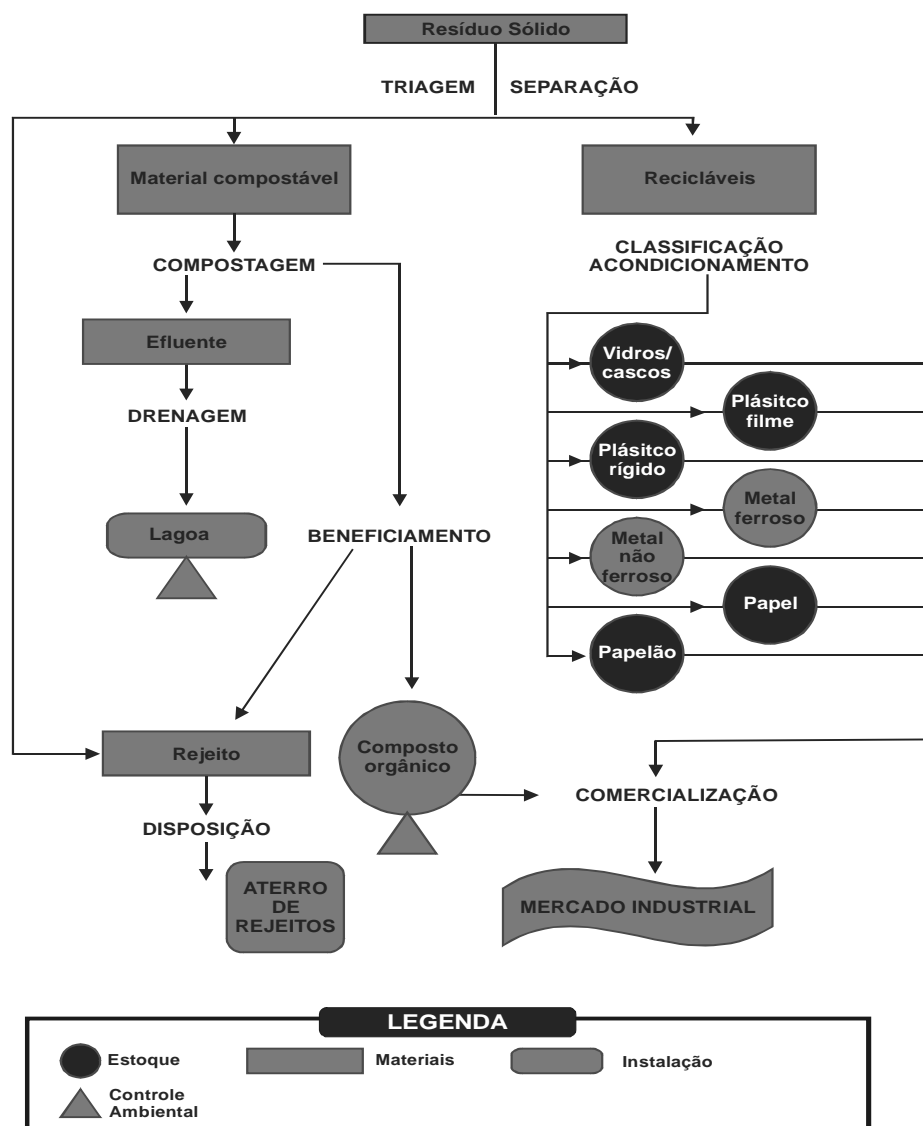 Resíduo Sólido
TRIAGEM
SEPARAÇÃO
Material compostável
Recicláveis
COMPOSTAGEM
CLASSIFICAÇÃO
ACONDICIONAMENTO
Efluente
DRENAGEM
Lagoa
BENEFICIAMENTO
Vidros/
cascos
Plásitco
filme
Plásitco
rígido
Metal
ferroso
Metal
não
ferroso
Papel
Papelão
Rejeito
Composto
orgânico
DISPOSIÇÃO
COMERCIALIZAÇÃO
ATERRO
DE
REJEITOS
MERCADO INDUSTRIAL
LEGENDA
Estoque
Materiais
Instalação
Controle
Ambiental